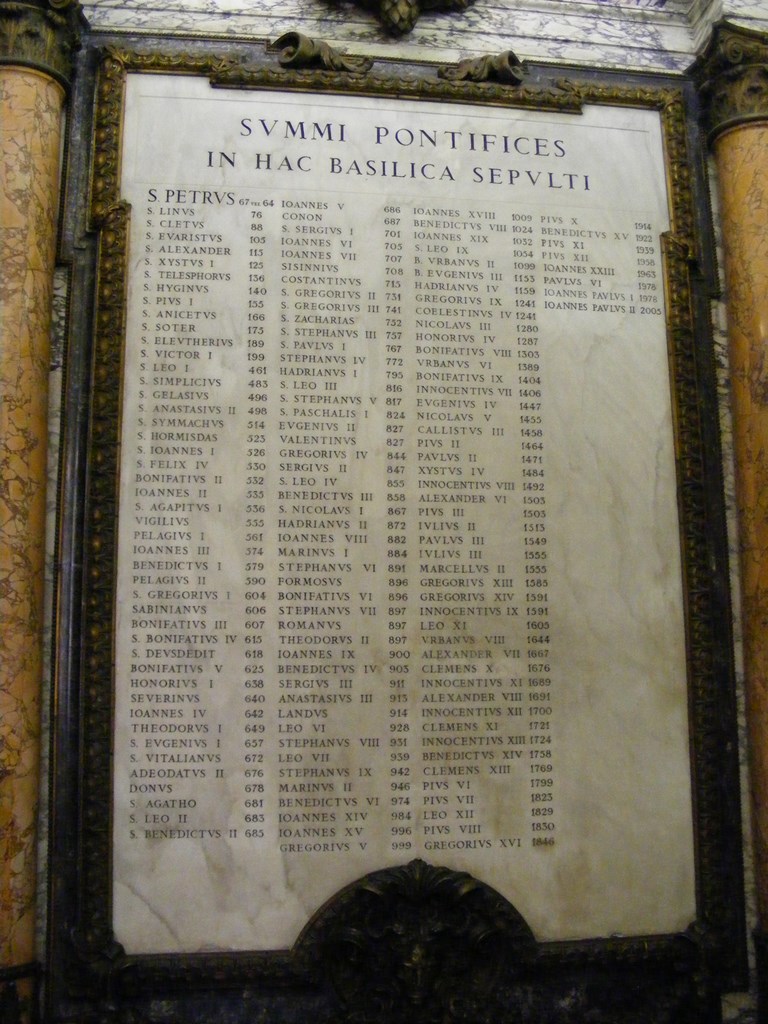 SVMMI PONTIFICES
IN HAC BASILICA SEPVLTI
S. PETRVS 67 vel 64
S. LINVS 76
S. CLETVS 88
S. EVARISTVS 105
S. ALEXANDER 115
S. XYSTVS I 125
S. TELESPHORVS 136
S. HYGINVS 140
S. PIVS I 155
S. ANICETVS 166
S. SOTER 175
S. ELEVTHERIVS 189
S. VICTOR I 199
S. LEO I 461
S. SIMPLICIVS 483
S. GELASIVS 496
S. ANASTASIVS II 498
S. SYMMACHVS 514
S. HORMISDAS 523
S. IOANNES I 526
S. FELIX IV 530
BONIFATIVS II 532
IOANNES II 535
S. AGAPITVS I 536
VIGILIVS 555
PELAGIVS I 561
IOANNES III 574
BENEDICTVS I 579
PELAGIVS II 590
S. GREGORIVS I 604
SABINIANVS 606
BONIFATIVS III 607
S. BONIFATIVS IV 615
S. DEVSDEDIT 618
BONIFATIVS V 625
HONORIVS I 638
SEVERINVS 640
IOANNES IV 642
THEODORVS I 649
S. EVGENIVS I 657
S. VITALIANVS 672
ADEODATVS II 676
DONVS 678
S. AGATHO 681
S. LEO II 683
S. BENEDICTVS II 685
IOANNES V 686
CONON 687
S. SERGIVS I 701
IOANNES VI 705
IOANNES VII 707
SISINNIVS 708
COSTANTINVS 715
S. GREGORIVS II 731
S. GREGORIVS III 741
S. ZACHARIAS 752
S. STEPHANVS III 757
S. PAVLVS I 767
STEPHANVS IV 772
HADRIANVS I 795
S. LEO III 816
S. STEPHANVS V 817
S. PASCHALIS I 824
EVGENIVS II 827
VALENTINVS 827
GREGORIVS IV 844
SERGIVS II 847
S. LEO IV 855
BENEDICTVS III 858
S. NICOLAVS I 867
HADRIANVS II 872
IOANNES VIII 882
MARINVS I 884
STEPHANVS VI 891
FORMOSVS 896
BONIFATIVS VI 896
STEPHANVS VII 897
ROMANVS 897
THEODORVS II 897
IOANNES IX 900
BENEDICTVS IV 903
SERGIVS III 911
ANASTASIVS III 913
LANDVS 914
LEO VI 928
STEPHANVS VIII 931
LEO VII 939
STEPHANVS IX 942
MARINVS II 946
BENEDICTVS VI 974
IOANNES XIV 984
IOANNES XV 996
GREGORIVS V 999
IOANNES XVIII 1009
BENEDICTVS VIII 1024
IOANNES XIX 1032
S. LEO IX 1054
B. VRBANVS II 1099
B. EVGENIVS III 1153
HADRIANVS IV 1159
GREGORIVS IX 1241
COELESTINVS IV 1241
NICOLAVS III 1280
HONORIVS IV 1287
BONIFATIVS VIII 1303
VRBANVS VI 1389
BONIFATIVS IX 1404
INNOCENTIVS VII 1406
EVGENIVS IV 1447
NICOLAVS V 1455
CALLISTVS III 1458
PIVS II 1464
PAVLVS II 1471
XYSTVS IV 1484
INNOCENTIVS VIII 1492
ALEXANDER VI 1503
PIVS III 1503
IVLIVS II 1513
PAVLVS III 1549
IVLIVS III 1555
MARCELLVS II 1555
GREGORIVS XIII 1585
GREGORIVS XIV 1591
INNOCENTIVS IX 1591
LEO XI 1605
VRBANVS VIII 1644
ALEXANDER VII 1667
CLEMENS X 1676
INNOCENTIVS XI 1689
ALEXANDER VIII 1691
INNOCENTIVS XII 1700
CLEMENS XI 1721
INNOCENTIVS XIII 1724
BENEDICTVS XIV 1758
CLEMENS XIII 1769
PIVS VI 1799
PIVS VII 1823
LEO XII 1829
PIVS VIII 1830
GREGORIVS XVI 1846
PIVS X 1914
BENEDICTVS XV 1922
PIVS XI 1939
PIVS XII 1958
IOANNES XXIII 1963
PAVLVS VI 1978
IOANNES PAVLVS I 1978
IOANNES PAVLVS II 2005